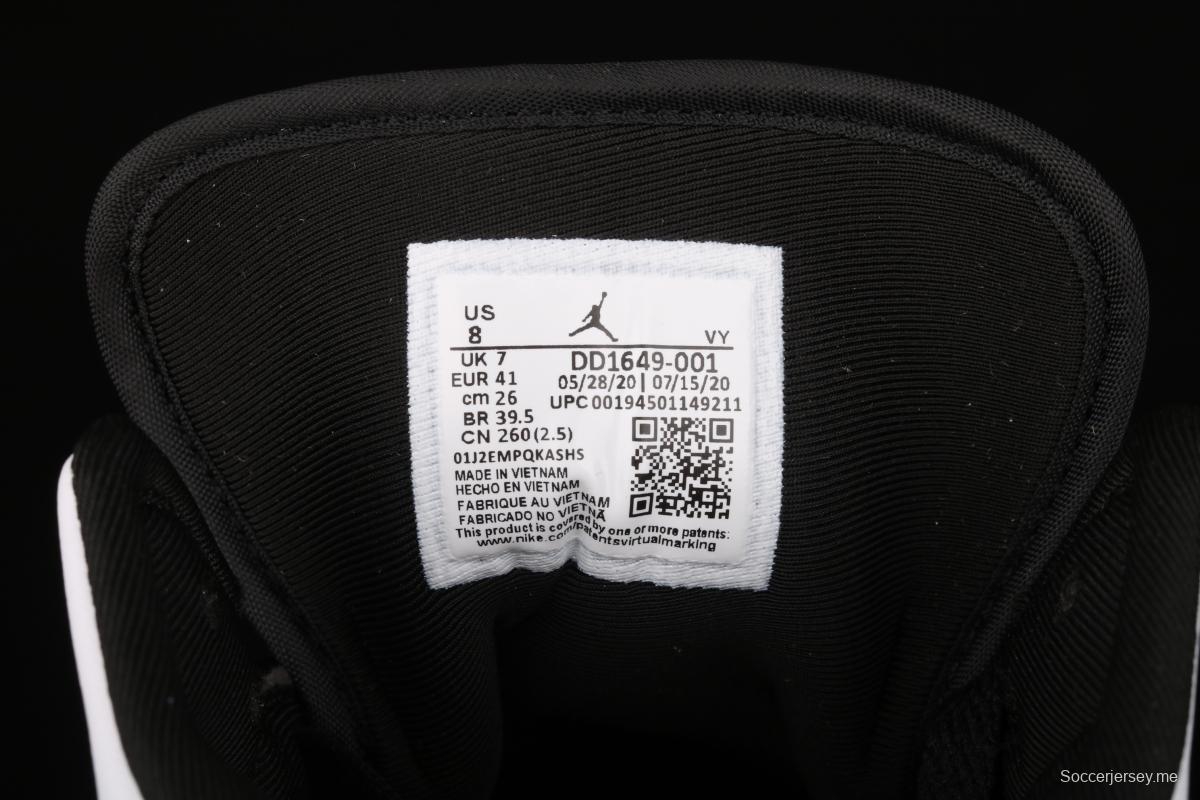 US
8
VY
UK 7
DD1649-001
EUR 41
05/28/20 | 07/15/20
cm 26
UPC 00194501149211
BR 39.5
CN 260(2.5)
01J2EMPQKASHS
MADE IN VIETNAM
HECHO EN VIETNAM
FABRIQUE AU VIETNAM
FABRICADO NO VIETNÃ
This product is covered by one or more patents:
www.nike.com/patentsvirtualmarking
Soccerjersey.me